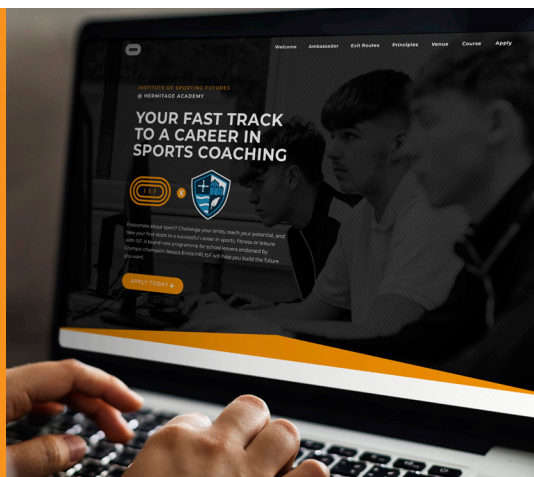 Welcome Ambassador Exit Routes Principles Venue Course Apply
INSTITUTE OF SPORTING FUTURES
@ HERMITAGE ACADEMY
YOUR FAST TRACK
TO A CAREER IN
SPORTS COACHING
I·S·F X
Passionate about sport? Challenge your limits, reach your potential, and
take your first steps to a successful career in sports, fitness or leisure
with ISF. A brand new programme for school leavers endorsed by
Olympic champion Jessica Ennis-Hill, ISF will help you build the future
you want.
APPLY TODAY